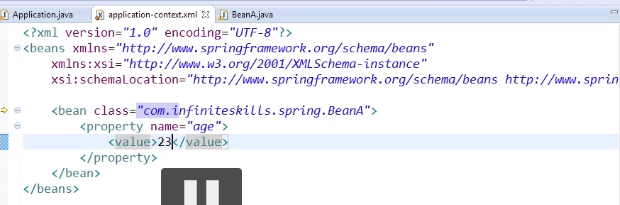 Application.java application-context.xml BeanA.java
<?xml version="1.0" encoding="UTF-8"?>
<beans xmlns="http://www.springframework.org/schema/beans"
xmlns:xsi="http://www.w3.org/2001/XMLSchema-instance"
xsi:schemaLocation="http://www.springframework.org/schema/beans http://www.sprin
<bean class="com.infiniteskills.spring.BeanA">
<property name="age">
<value>23</value>
</property>
</bean>
</beans>